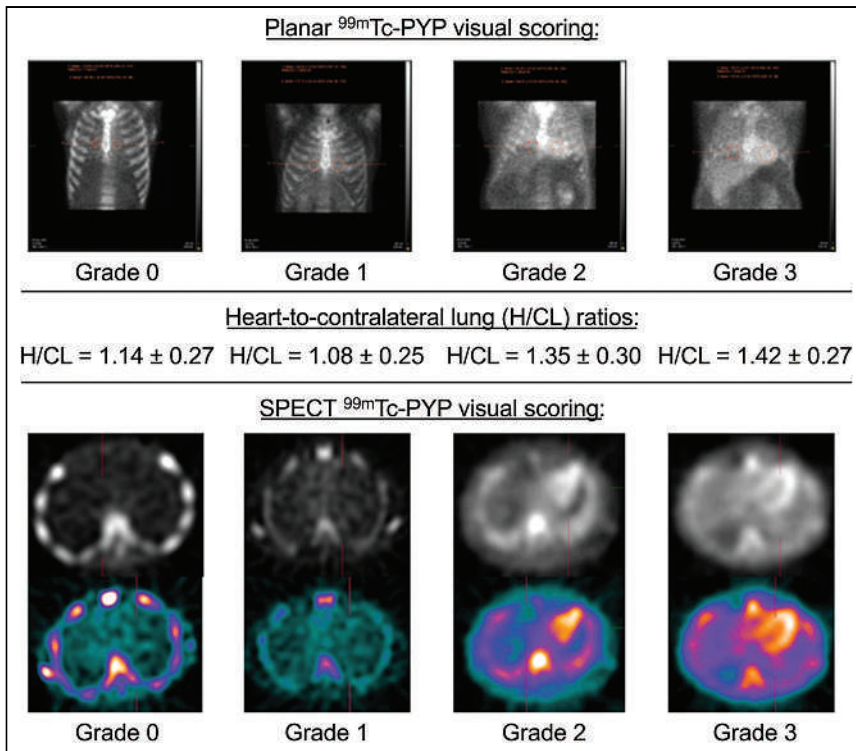 Planar ⁹⁹ᵐTc-PYP visual scoring:
Grade 0 Grade 1 Grade 2 Grade 3
Heart-to-contralateral lung (H/CL) ratios:
H/CL = 1.14 ± 0.27 H/CL = 1.08 ± 0.25 H/CL = 1.35 ± 0.30 H/CL = 1.42 ± 0.27
SPECT ⁹⁹ᵐTc-PYP visual scoring:
Grade 0 Grade 1 Grade 2 Grade 3